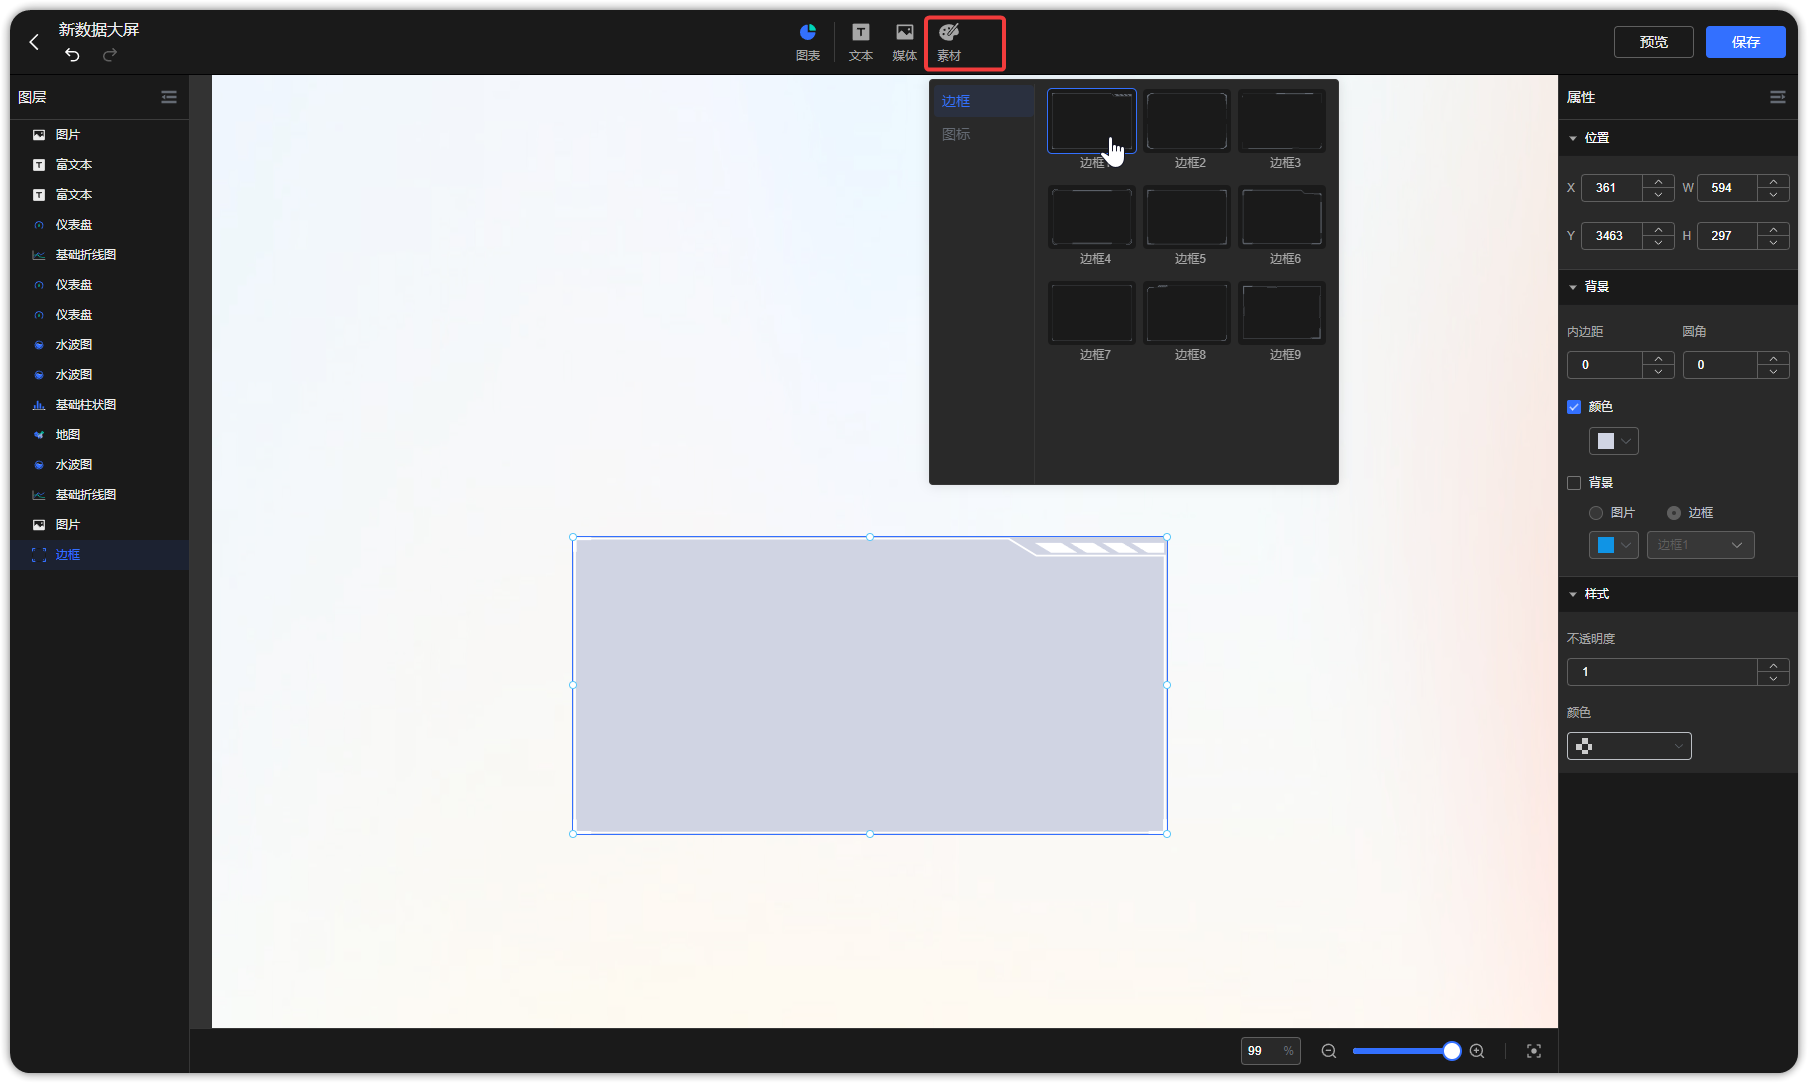 新数据大屏
图表
文本
媒体
素材
预览
保存
图层
图片
富文本
富文本
仪表盘
基础折线图
仪表盘
仪表盘
水波图
水波图
基础柱状图
地图
水波图
基础折线图
图片
边框
边框
图标
边框1
边框2
边框3
边框4
边框5
边框6
边框7
边框8
边框9
属性
位置
X 361 W 594
Y 3463 H 297
背景
内边距 圆角
0 0
颜色
背景
图片 边框
边框1
样式
不透明度
1
颜色
99 %